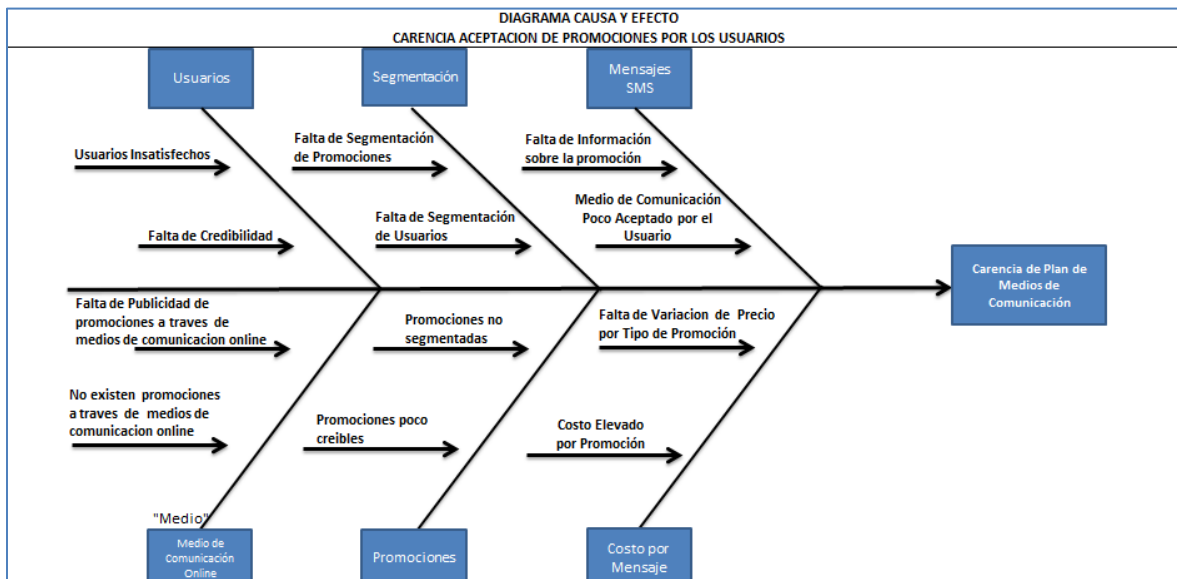 DIAGRAMA CAUSA Y EFECTO
CARENCIA ACEPTACION DE PROMOCIONES POR LOS USUARIOS
Usuarios
Segmentación
Mensajes
SMS
Usuarios Insatisfechos
Falta de Segmentación
de Promociones
Falta de Información
sobre la promoción
Falta de Credibilidad
Falta de Segmentación
de Usuarios
Medio de Comunicación
Poco Aceptado por el
Usuario
Carencia de Plan de
Medios de
Comunicación
Falta de Publicidad de
promociones a traves de
medios de comunicacion online
Promociones no
segmentadas
Falta de Variacion de Precio
por Tipo de Promoción
No existen promociones
a traves de medios de
comunicacion online
Promociones poco
creibles
Costo Elevado
por Promoción
"Medio"
Medio de
Comunicación
Online
Promociones
Costo por
Mensaje